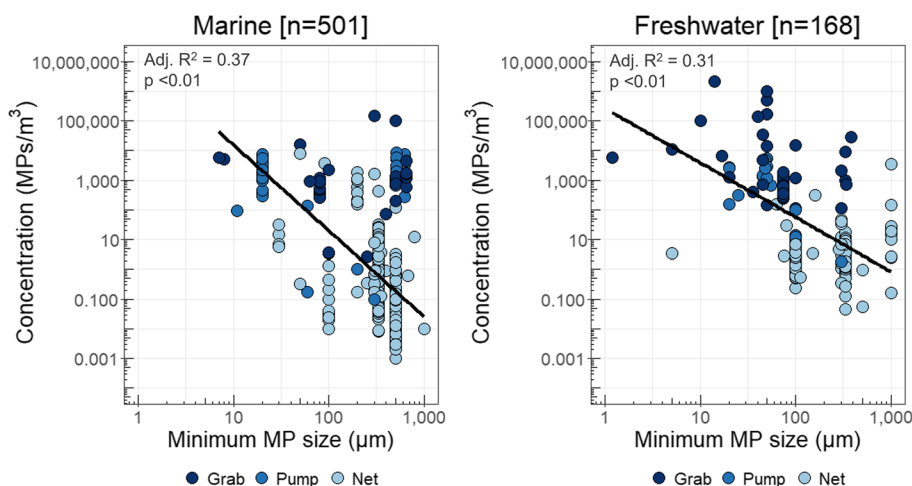 Marine [n=501]
Adj. R² = 0.37
p <0.01
Concentration (MPs/m³)
10,000,000
100,000
1,000
10
0.100
0.001
1
10
100
1,000
Minimum MP size (µm)
Grab
Pump
Net
Freshwater [n=168]
Adj. R² = 0.31
p <0.01
Concentration (MPs/m³)
10,000,000
100,000
1,000
10
0.100
0.001
1
10
100
1,000
Minimum MP size (µm)
Grab
Pump
Net